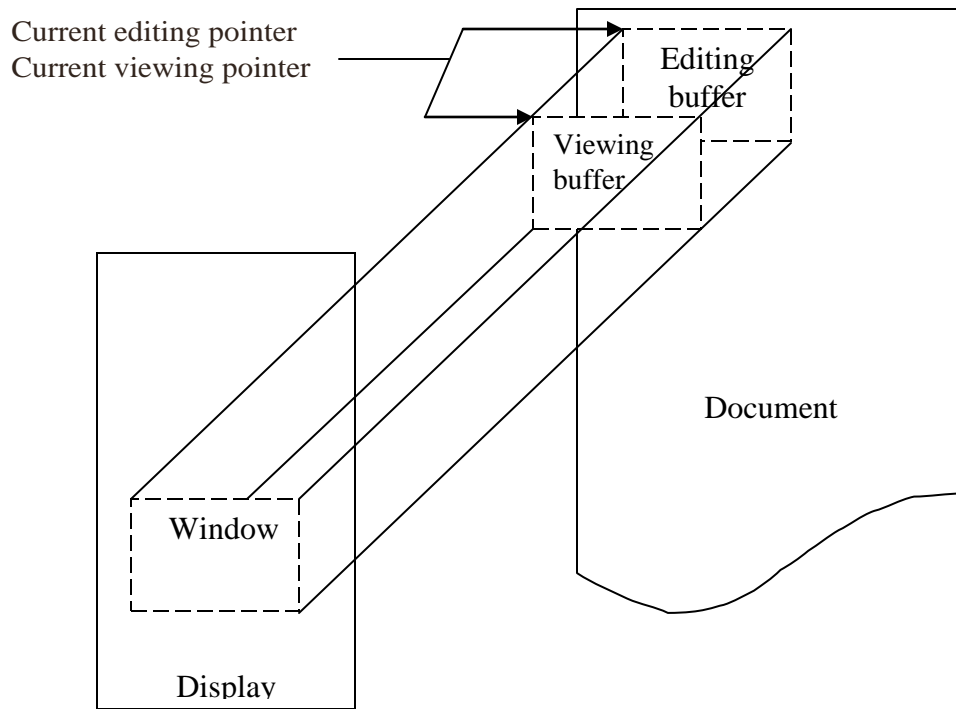 Current editing pointer
Current viewing pointer
Editing
buffer
Viewing
buffer
Document
Window
Display